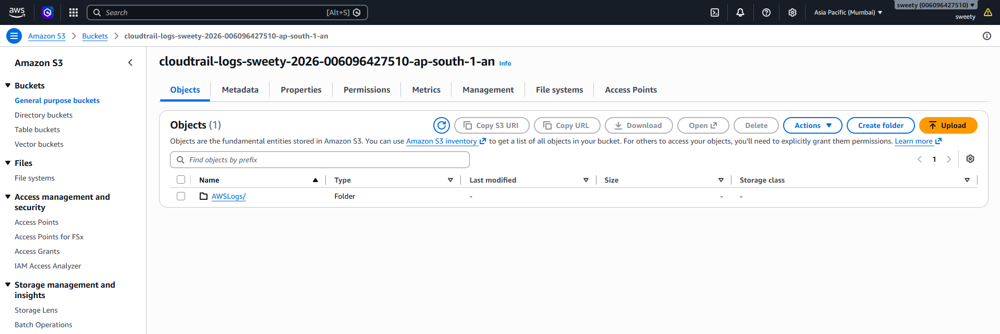 aws
Search [Alt+S]
Asia Pacific (Mumbai)
sweety (006096427510)
sweety
Amazon S3
Buckets
cloudtrail-logs-sweety-2026-006096427510-ap-south-1-an
Amazon S3
Buckets
General purpose buckets
Directory buckets
Table buckets
Vector buckets
Files
File systems
Access management and
security
Access Points
Access Points for FSx
Access Grants
IAM Access Analyzer
Storage management and
insights
Storage Lens
Batch Operations
cloudtrail-logs-sweety-2026-006096427510-ap-south-1-an Info
Objects Metadata Properties Permissions Metrics Management File systems Access Points
Objects (1)
Copy S3 URI Copy URL Download Open Delete Actions Create folder Upload
Objects are the fundamental entities stored in Amazon S3. You can use Amazon S3 inventory to get a list of all objects in your bucket. For others to access your objects, you'll need to explicitly grant them permissions. Learn more
Find objects by prefix
1
Name Type Last modified Size Storage class
AWSLogs/ Folder - - -